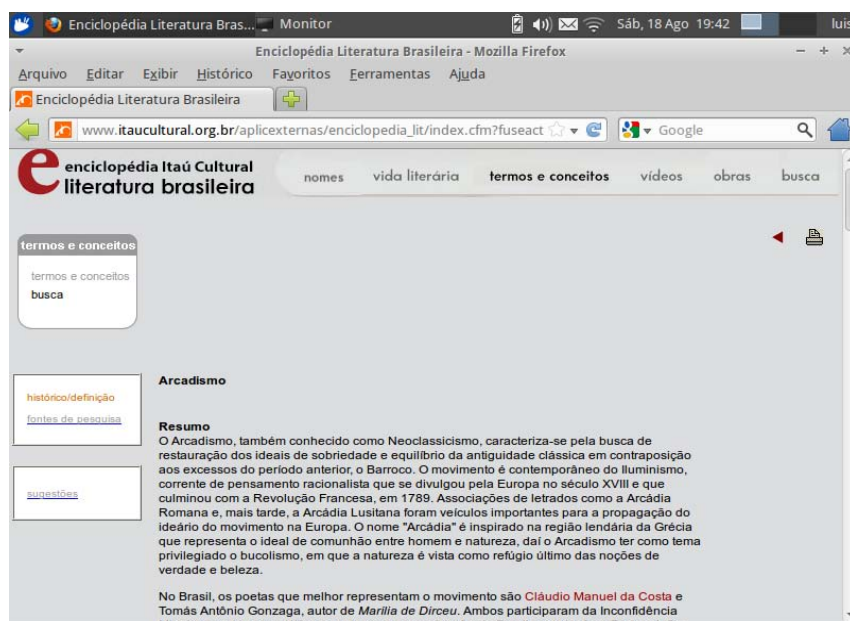 Enciclopédia Literatura Bras... Monitor Sáb, 18 Ago 19:42 luis
Enciclopédia Literatura Brasileira - Mozilla Firefox
Arquivo Editar Exibir Histórico Favoritos Ferramentas Ajuda
Enciclopédia Literatura Brasileira
www.itaucultural.org.br/aplicexternas/enciclopedia_lit/index.cfm?fuseact Google
enciclopédia Itaú Cultural
literatura brasileira
nomes vida literária termos e conceitos vídeos obras busca
termos e conceitos
termos e conceitos
busca
histórico/definição
fontes de pesquisa
sugestões
Arcadismo
Resumo
O Arcadismo, também conhecido como Neoclassicismo, caracteriza-se pela busca de
restauração dos ideais de sobriedade e equilíbrio da antiguidade clássica em contraposição
aos excessos do período anterior, o Barroco. O movimento é contemporâneo do Iluminismo,
corrente de pensamento racionalista que se divulgou pela Europa no século XVIII e que
culminou com a Revolução Francesa, em 1789. Associações de letrados como a Arcádia
Romana e, mais tarde, a Arcádia Lusitana foram veículos importantes para a propagação do
ideário do movimento na Europa. O nome "Arcádia" é inspirado na região lendária da Grécia
que representa o ideal de comunhão entre homem e natureza, daí o Arcadismo ter como tema
privilegiado o bucolismo, em que a natureza é vista como refúgio último das noções de
verdade e beleza.
No Brasil, os poetas que melhor representam o movimento são Cláudio Manuel da Costa e
Tomás Antônio Gonzaga, autor de Marília de Dirceu. Ambos participaram da Inconfidência